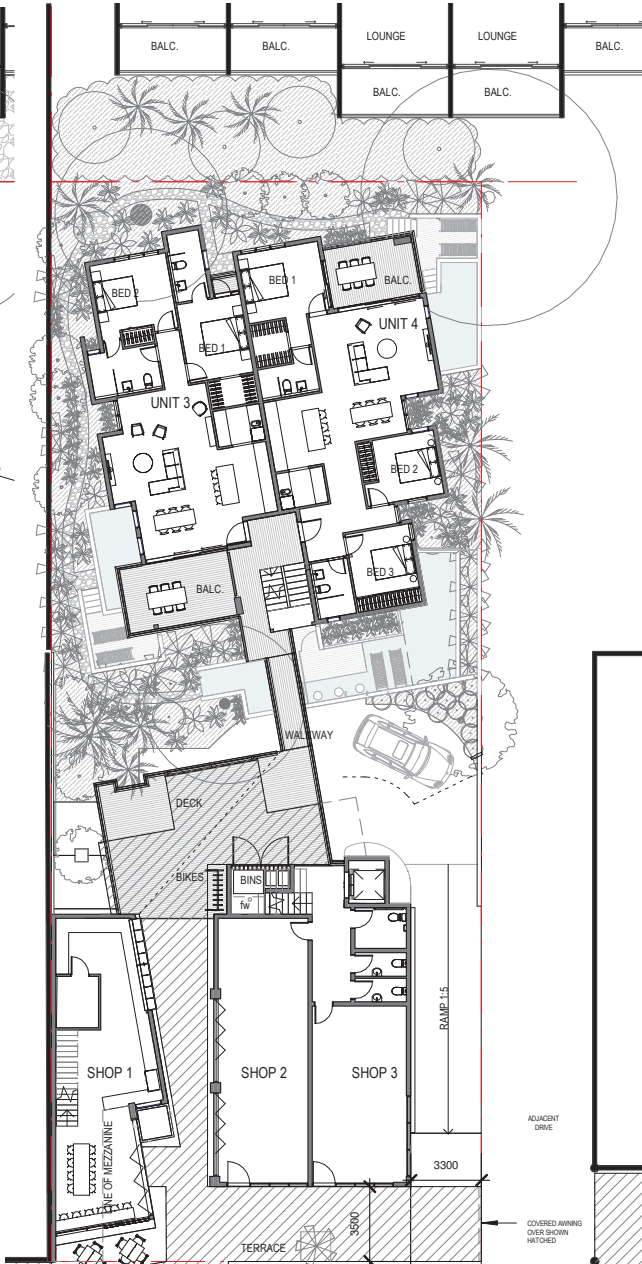 BALC.
BALC.
LOUNGE
LOUNGE
BALC.
BALC.
BALC.
BED 2
BED 1
BALC.
BED 1
UNIT 4
UNIT 3
BED 2
BED 3
BALC.
WALKWAY
DECK
BIKES
BINS
fw
RAMP 1:5
SHOP 1
SHOP 2
SHOP 3
ADJACENT
DRIVE
LINE OF MEZZANINE
3300
3500
COVERED AWNING
OVER SHOWN
HATCHED
TERRACE